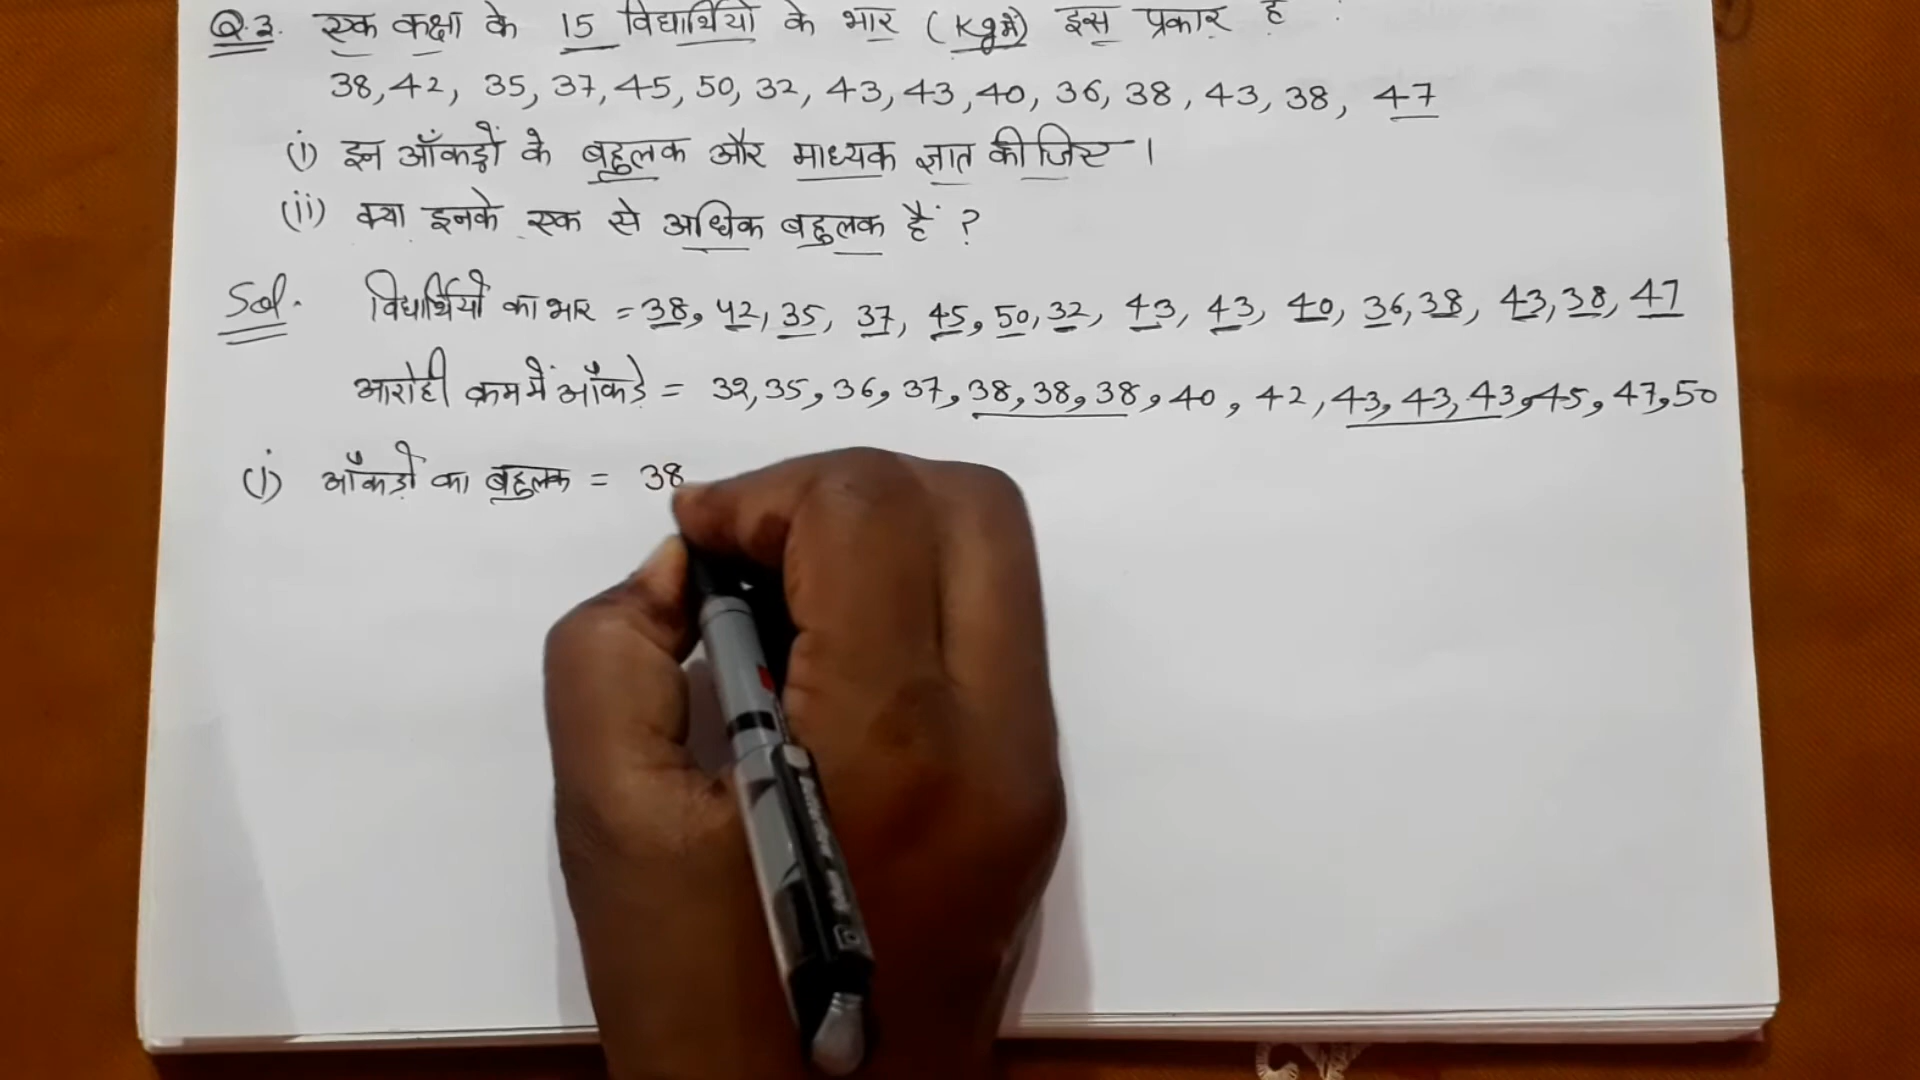 Q.3. एक कक्षा के 15 विद्यार्थियों के भार (kg में) इस प्रकार है :
38, 42, 35, 37, 45, 50, 32, 43, 43, 40, 36, 38, 43, 38, 47
(i) इन आँकड़ों के बहुलक और माध्यक ज्ञात कीजिए ।
(ii) क्या इनके एक से अधिक बहुलक हैं ?
Sol. विद्यार्थियों का भार = 38, 42, 35, 37, 45, 50, 32, 43, 43, 40, 36, 38, 43, 38, 47
आरोही क्रम में आँकड़े = 32, 35, 36, 37, 38, 38, 38, 40, 42, 43, 43, 43, 45, 47, 50
(i) आँकड़ों का बहुलक = 38